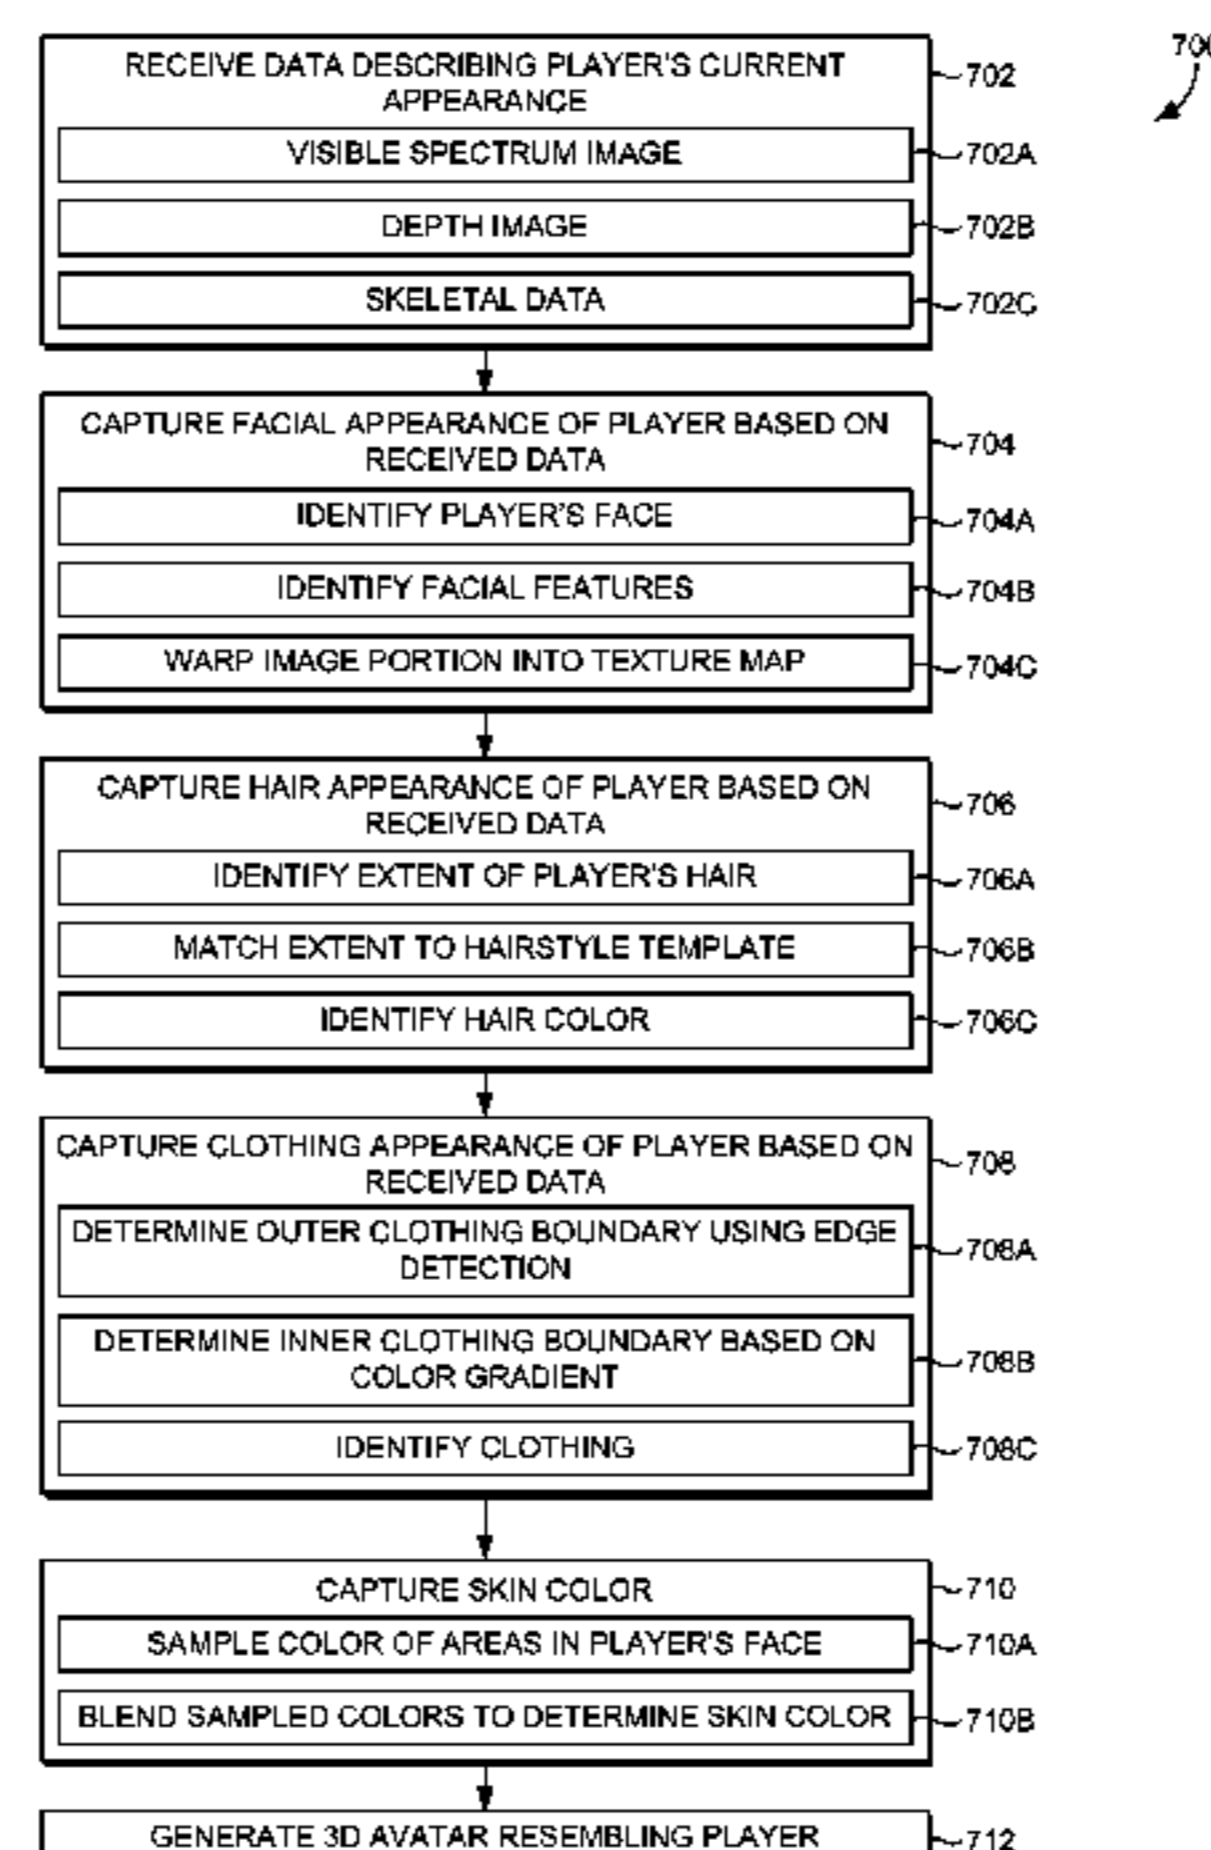 700
RECEIVE DATA DESCRIBING PLAYER'S CURRENT
APPEARANCE
702
VISIBLE SPECTRUM IMAGE
702A
DEPTH IMAGE
702B
SKELETAL DATA
702C
CAPTURE FACIAL APPEARANCE OF PLAYER BASED ON
RECEIVED DATA
704
IDENTIFY PLAYER'S FACE
704A
IDENTIFY FACIAL FEATURES
704B
WARP IMAGE PORTION INTO TEXTURE MAP
704C
CAPTURE HAIR APPEARANCE OF PLAYER BASED ON
RECEIVED DATA
706
IDENTIFY EXTENT OF PLAYER'S HAIR
706A
MATCH EXTENT TO HAIRSTYLE TEMPLATE
706B
IDENTIFY HAIR COLOR
706C
CAPTURE CLOTHING APPEARANCE OF PLAYER BASED ON
RECEIVED DATA
708
DETERMINE OUTER CLOTHING BOUNDARY USING EDGE
DETECTION
708A
DETERMINE INNER CLOTHING BOUNDARY BASED ON
COLOR GRADIENT
708B
IDENTIFY CLOTHING
708C
CAPTURE SKIN COLOR
710
SAMPLE COLOR OF AREAS IN PLAYER'S FACE
710A
BLEND SAMPLED COLORS TO DETERMINE SKIN COLOR
710B
GENERATE 3D AVATAR RESEMBLING PLAYER
712